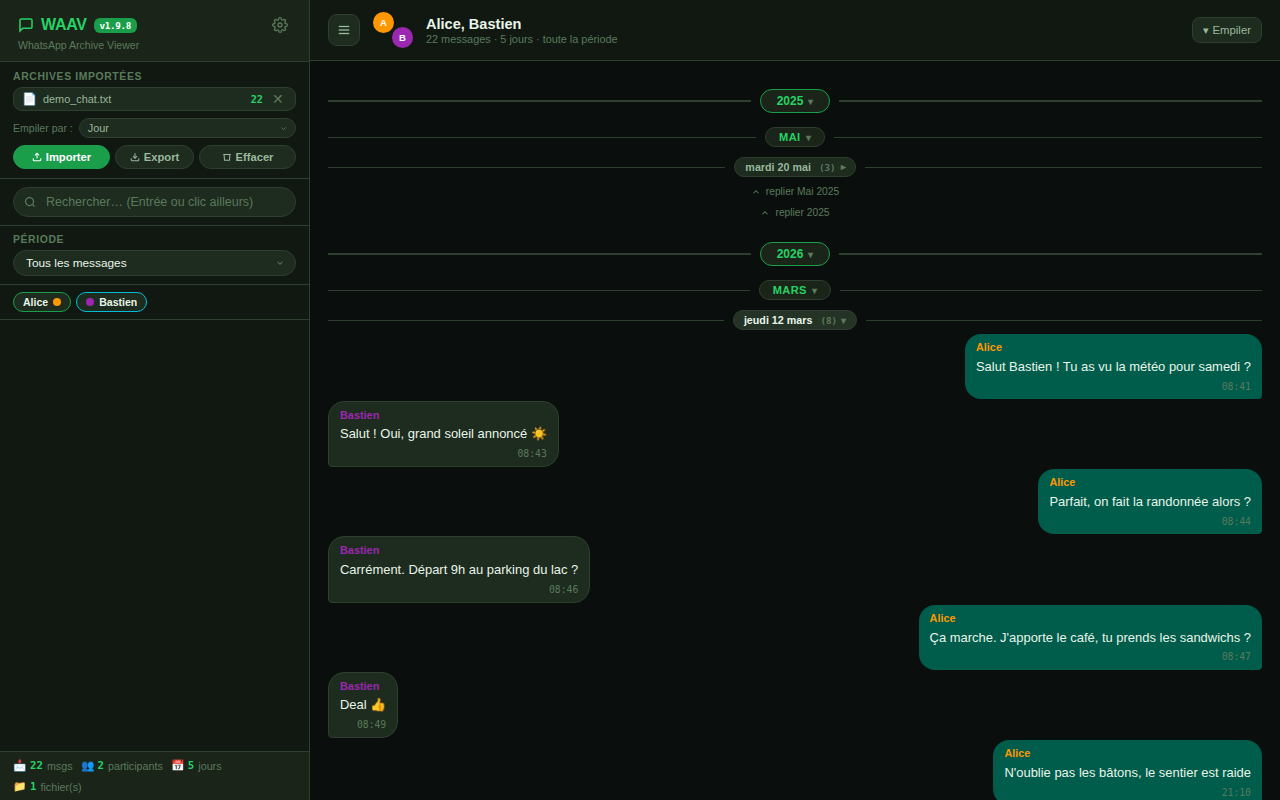 WAAV v1.9.8
WhatsApp Archive Viewer
ARCHIVES IMPORTÉES
📄 demo_chat.txt 22 ✕
Empiler par : Jour
Importer Export Effacer
Rechercher… (Entrée ou clic ailleurs)
PÉRIODE
Tous les messages
Alice Bastien
📩 22 msgs 👥 2 participants 📅 5 jours
📁 1 fichier(s)
A
B
Alice, Bastien
22 messages · 5 jours · toute la période
▾ Empiler
2025 ▾
MAI ▾
mardi 20 mai (3) ▸
replier Mai 2025
replier 2025
2026 ▾
MARS ▾
jeudi 12 mars (8) ▾
Alice
Salut Bastien ! Tu as vu la météo pour samedi ?
08:41
Bastien
Salut ! Oui, grand soleil annoncé ☀️
08:43
Alice
Parfait, on fait la randonnée alors ?
08:44
Bastien
Carrément. Départ 9h au parking du lac ?
08:46
Alice
Ça marche. J'apporte le café, tu prends les sandwichs ?
08:47
Bastien
Deal 👍
08:49
Alice
N'oublie pas les bâtons, le sentier est raide
21:10